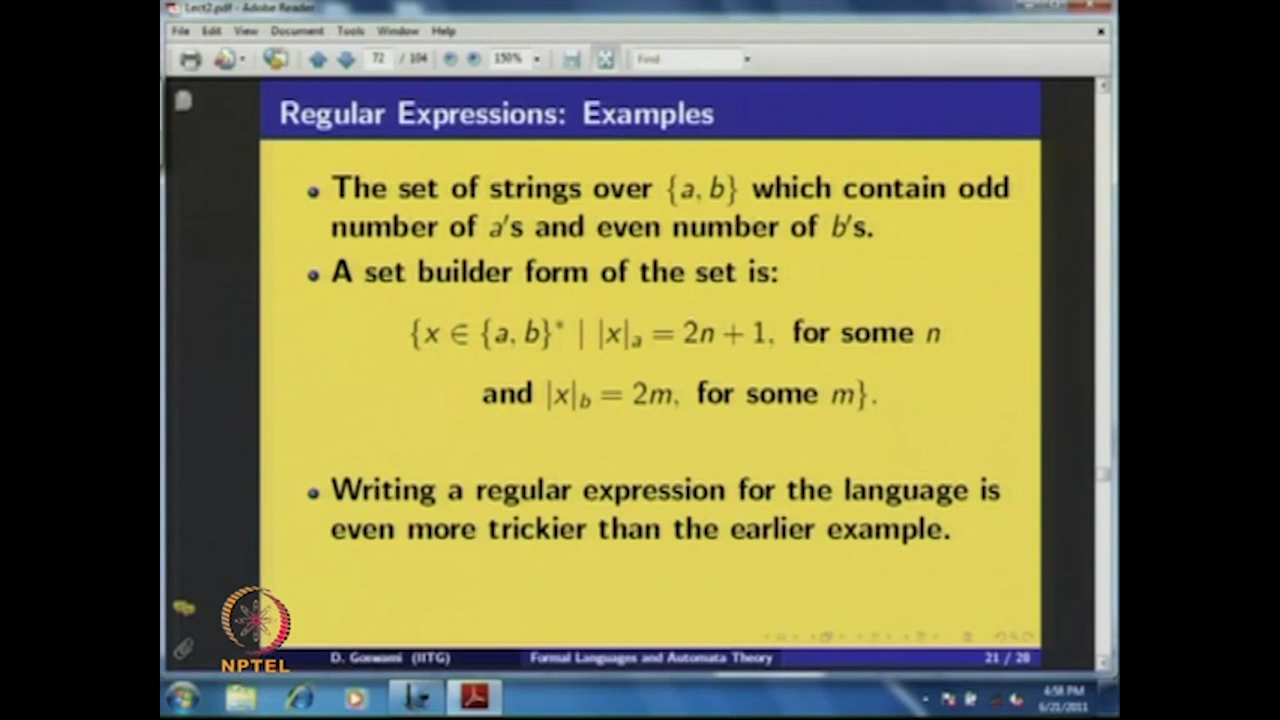 Lect2.pdf - Adobe Reader
File Edit View Document Tools Window Help
72 / 104 150% Find
Regular Expressions: Examples
• The set of strings over {a, b} which contain odd
number of a's and even number of b's.
• A set builder form of the set is:
{x ∈ {a, b}* | |x|ₐ = 2n + 1, for some n
and |x|_b = 2m, for some m}.
• Writing a regular expression for the language is
even more trickier than the earlier example.
NPTEL
D. Goswami (IITG) Formal Languages and Automata Theory 21 / 28
4:58 PM
6/21/2011